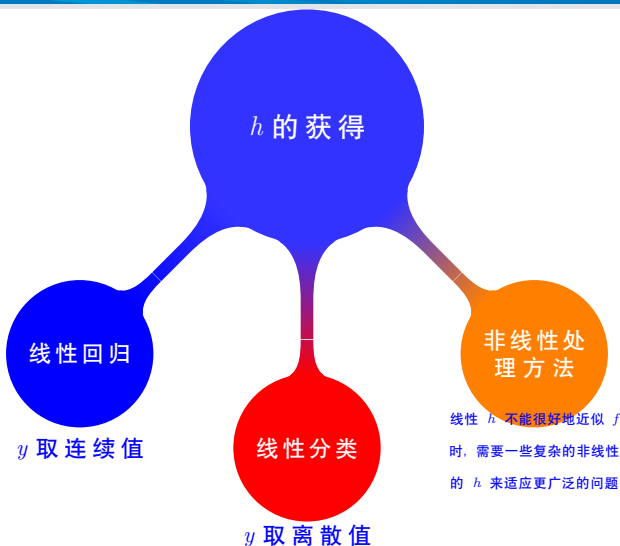 h 的获得
线性回归
y 取连续值
线性分类
y 取离散值
非线性处
理方法
线性 h 不能很好地近似 f
时, 需要一些复杂的非线性
的 h 来适应更广泛的问题